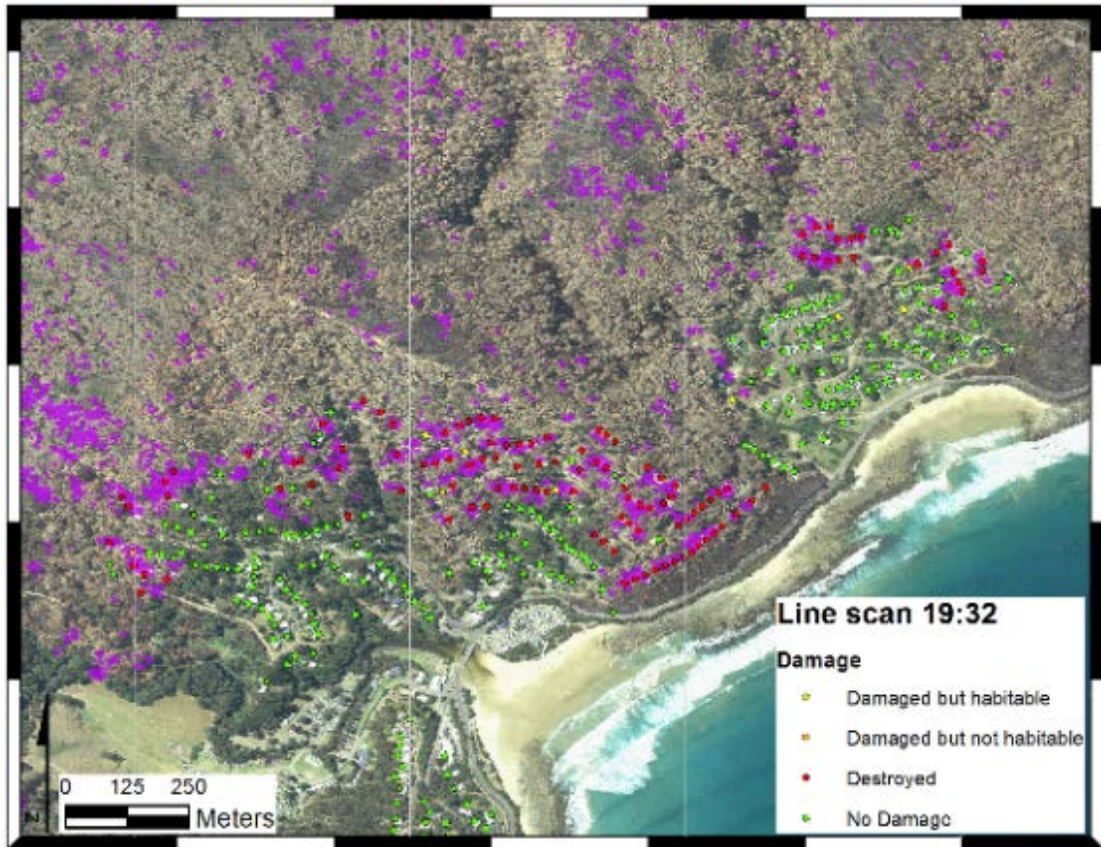 Line scan 19:32
Damage
Damaged but habitable
Damaged but not habitable
Destroyed
No Damage
0 125 250
Meters
N